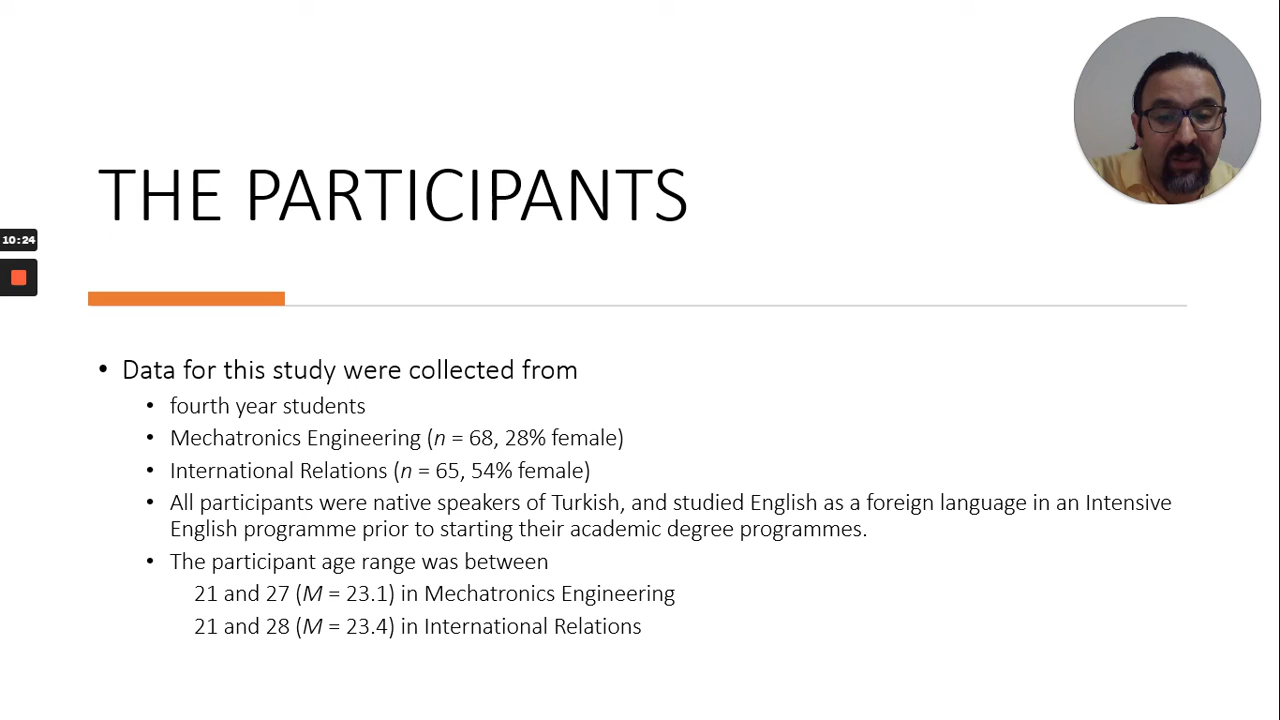 THE PARTICIPANTS
10:24
• Data for this study were collected from
• fourth year students
• Mechatronics Engineering (n = 68, 28% female)
• International Relations (n = 65, 54% female)
• All participants were native speakers of Turkish, and studied English as a foreign language in an Intensive
English programme prior to starting their academic degree programmes.
• The participant age range was between
21 and 27 (M = 23.1) in Mechatronics Engineering
21 and 28 (M = 23.4) in International Relations